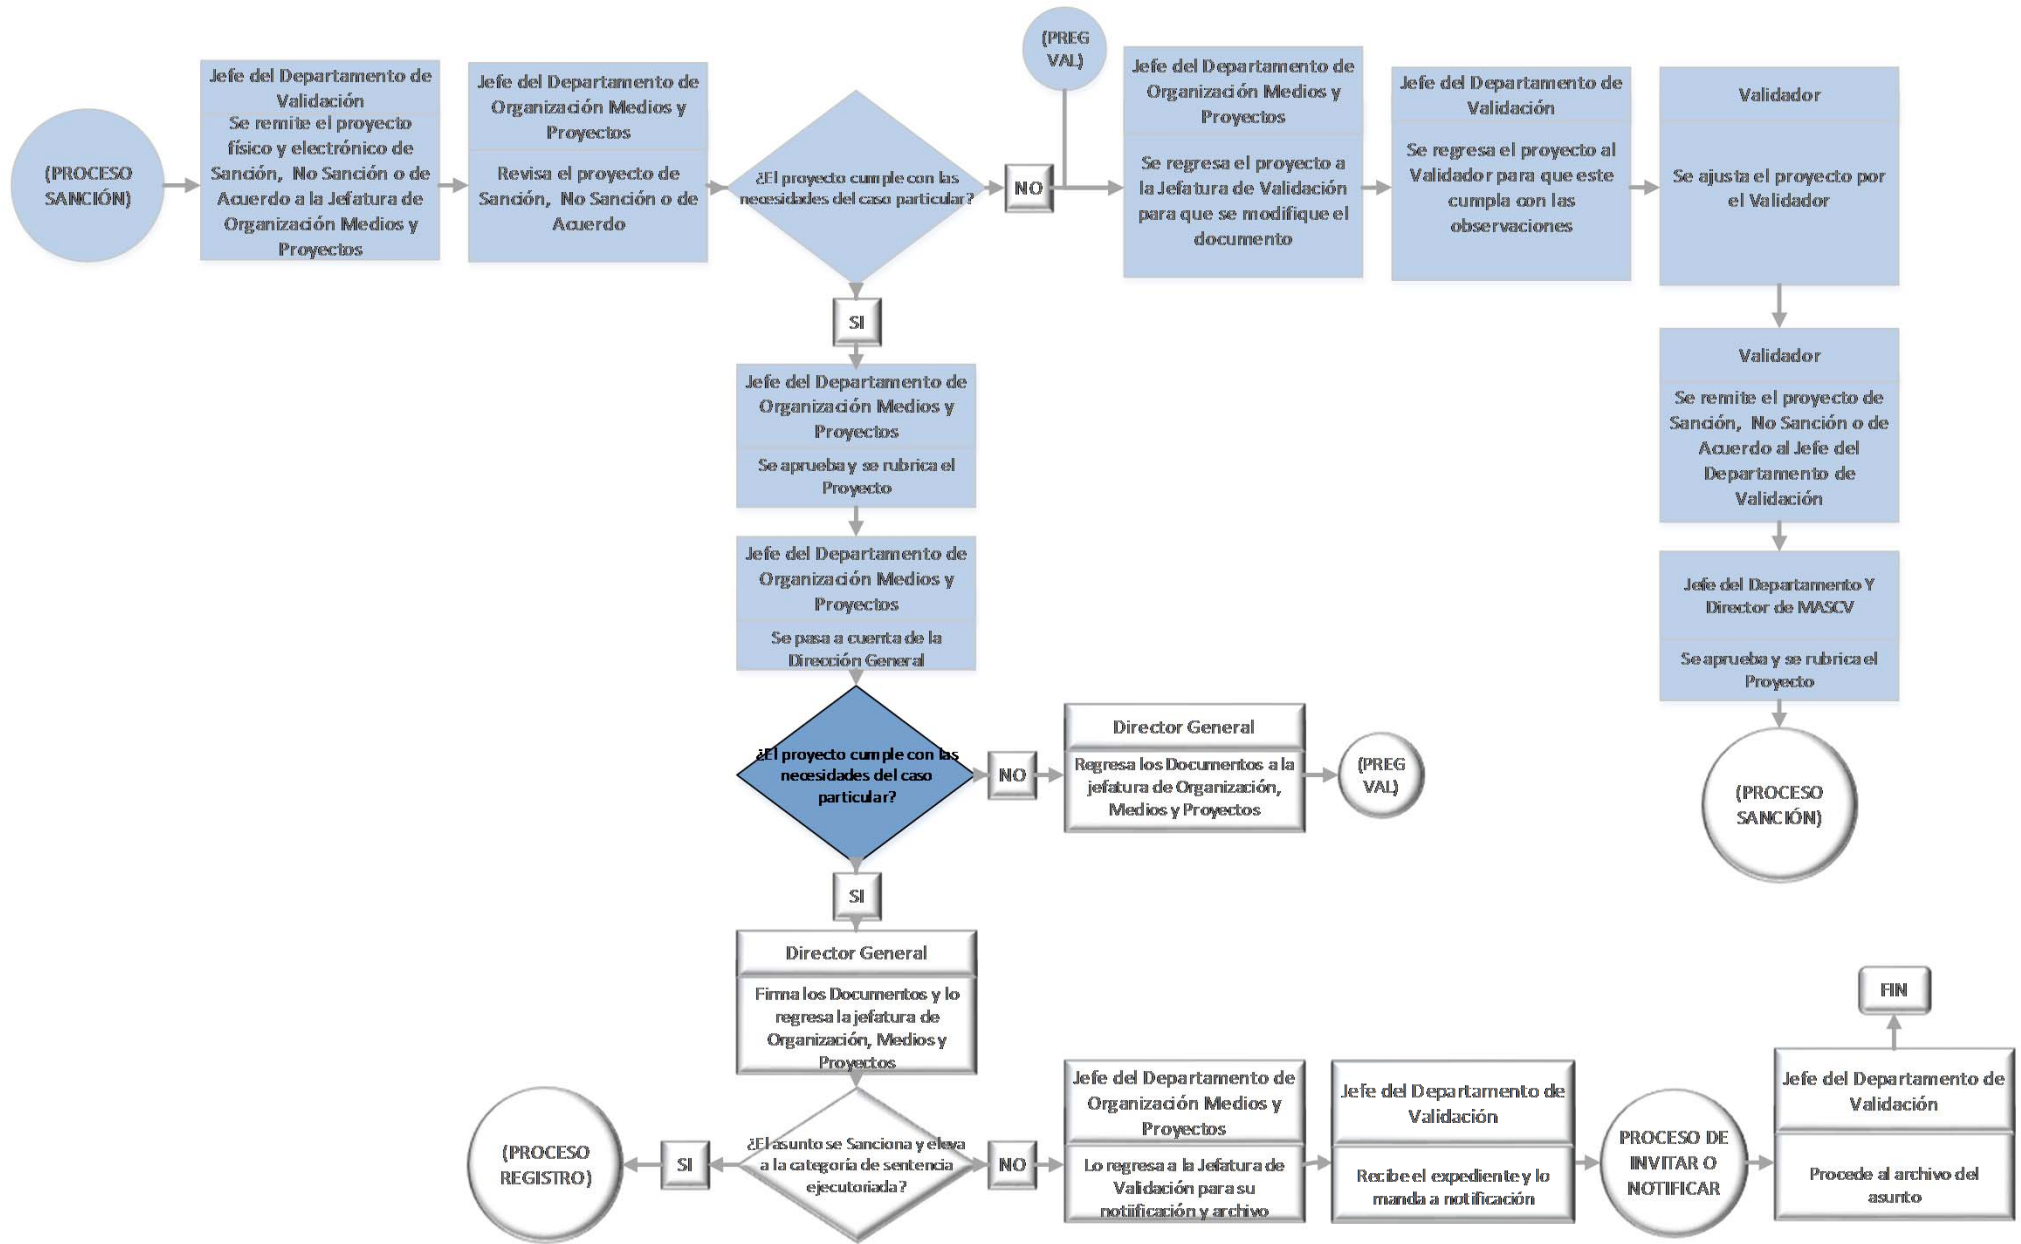 (PROCESO
SANCIÓN)
Jefe del Departamento de
Validación
Se remite el proyecto
físico y electrónico de
Sanción, No Sanción o de
Acuerdo a la Jefatura de
Organización Medios y
Proyectos
Jefe del Departamento de
Organización Medios y
Proyectos
Revisa el proyecto de
Sanción, No Sanción o de
Acuerdo
¿El proyecto cumple con las
necesidades del caso particular?
NO
(PREG
VAL)
Jefe del Departamento de
Organización Medios y
Proyectos
Se regresa el proyecto a
la Jefatura de Validación
para que se modifique el
documento
Jefe del Departamento de
Validación
Se regresa el proyecto al
Validador para que este
cumpla con las
observaciones
Validador
Se ajusta el proyecto por
el Validador
Validador
Se remite el proyecto de
Sanción, No Sanción o de
Acuerdo al Jefe del
Departamento de
Validación
Jefe del Departamento Y
Director de MASCV
Se aprueba y se rubrica el
Proyecto
(PROCESO
SANCIÓN)
SI
Jefe del Departamento de
Organización Medios y
Proyectos
Se aprueba y se rubrica el
Proyecto
Jefe del Departamento de
Organización Medios y
Proyectos
Se pasa a cuenta de la
Dirección General
¿El proyecto cumple con las
necesidades del caso
particular?
NO
Director General
Regresa los Documentos a la
jefatura de Organización,
Medios y Proyectos
(PREG
VAL)
SI
Director General
Firma los Documentos y lo
regresa la jefatura de
Organización, Medios y
Proyectos
¿El asunto se Sanciona y eleva
a la categoría de sentencia
ejecutoriada?
SI
(PROCESO
REGISTRO)
NO
Jefe del Departamento de
Organización Medios y
Proyectos
Lo regresa a la Jefatura de
Validación para su
notiificación y archivo
Jefe del Departamento de
Validación
Recibe el expediente y lo
manda a notificación
PROCESO DE
INVITAR O
NOTIFICAR
Jefe del Departamento de
Validación
Procede al archivo del
asunto
FIN